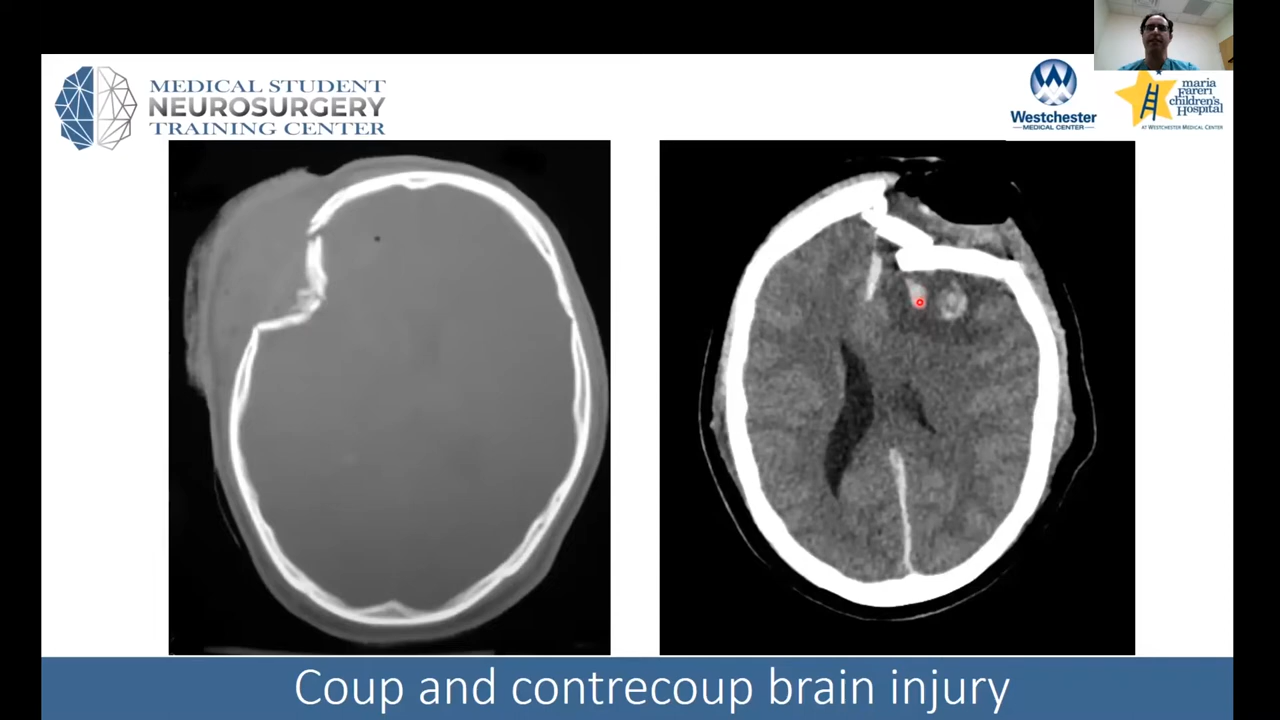 MEDICAL STUDENT
NEUROSURGERY
TRAINING CENTER
Westchester
MEDICAL CENTER
maria
Fareri
children's
Hospital
AT WESTCHESTER MEDICAL CENTER
Coup and contrecoup brain injury